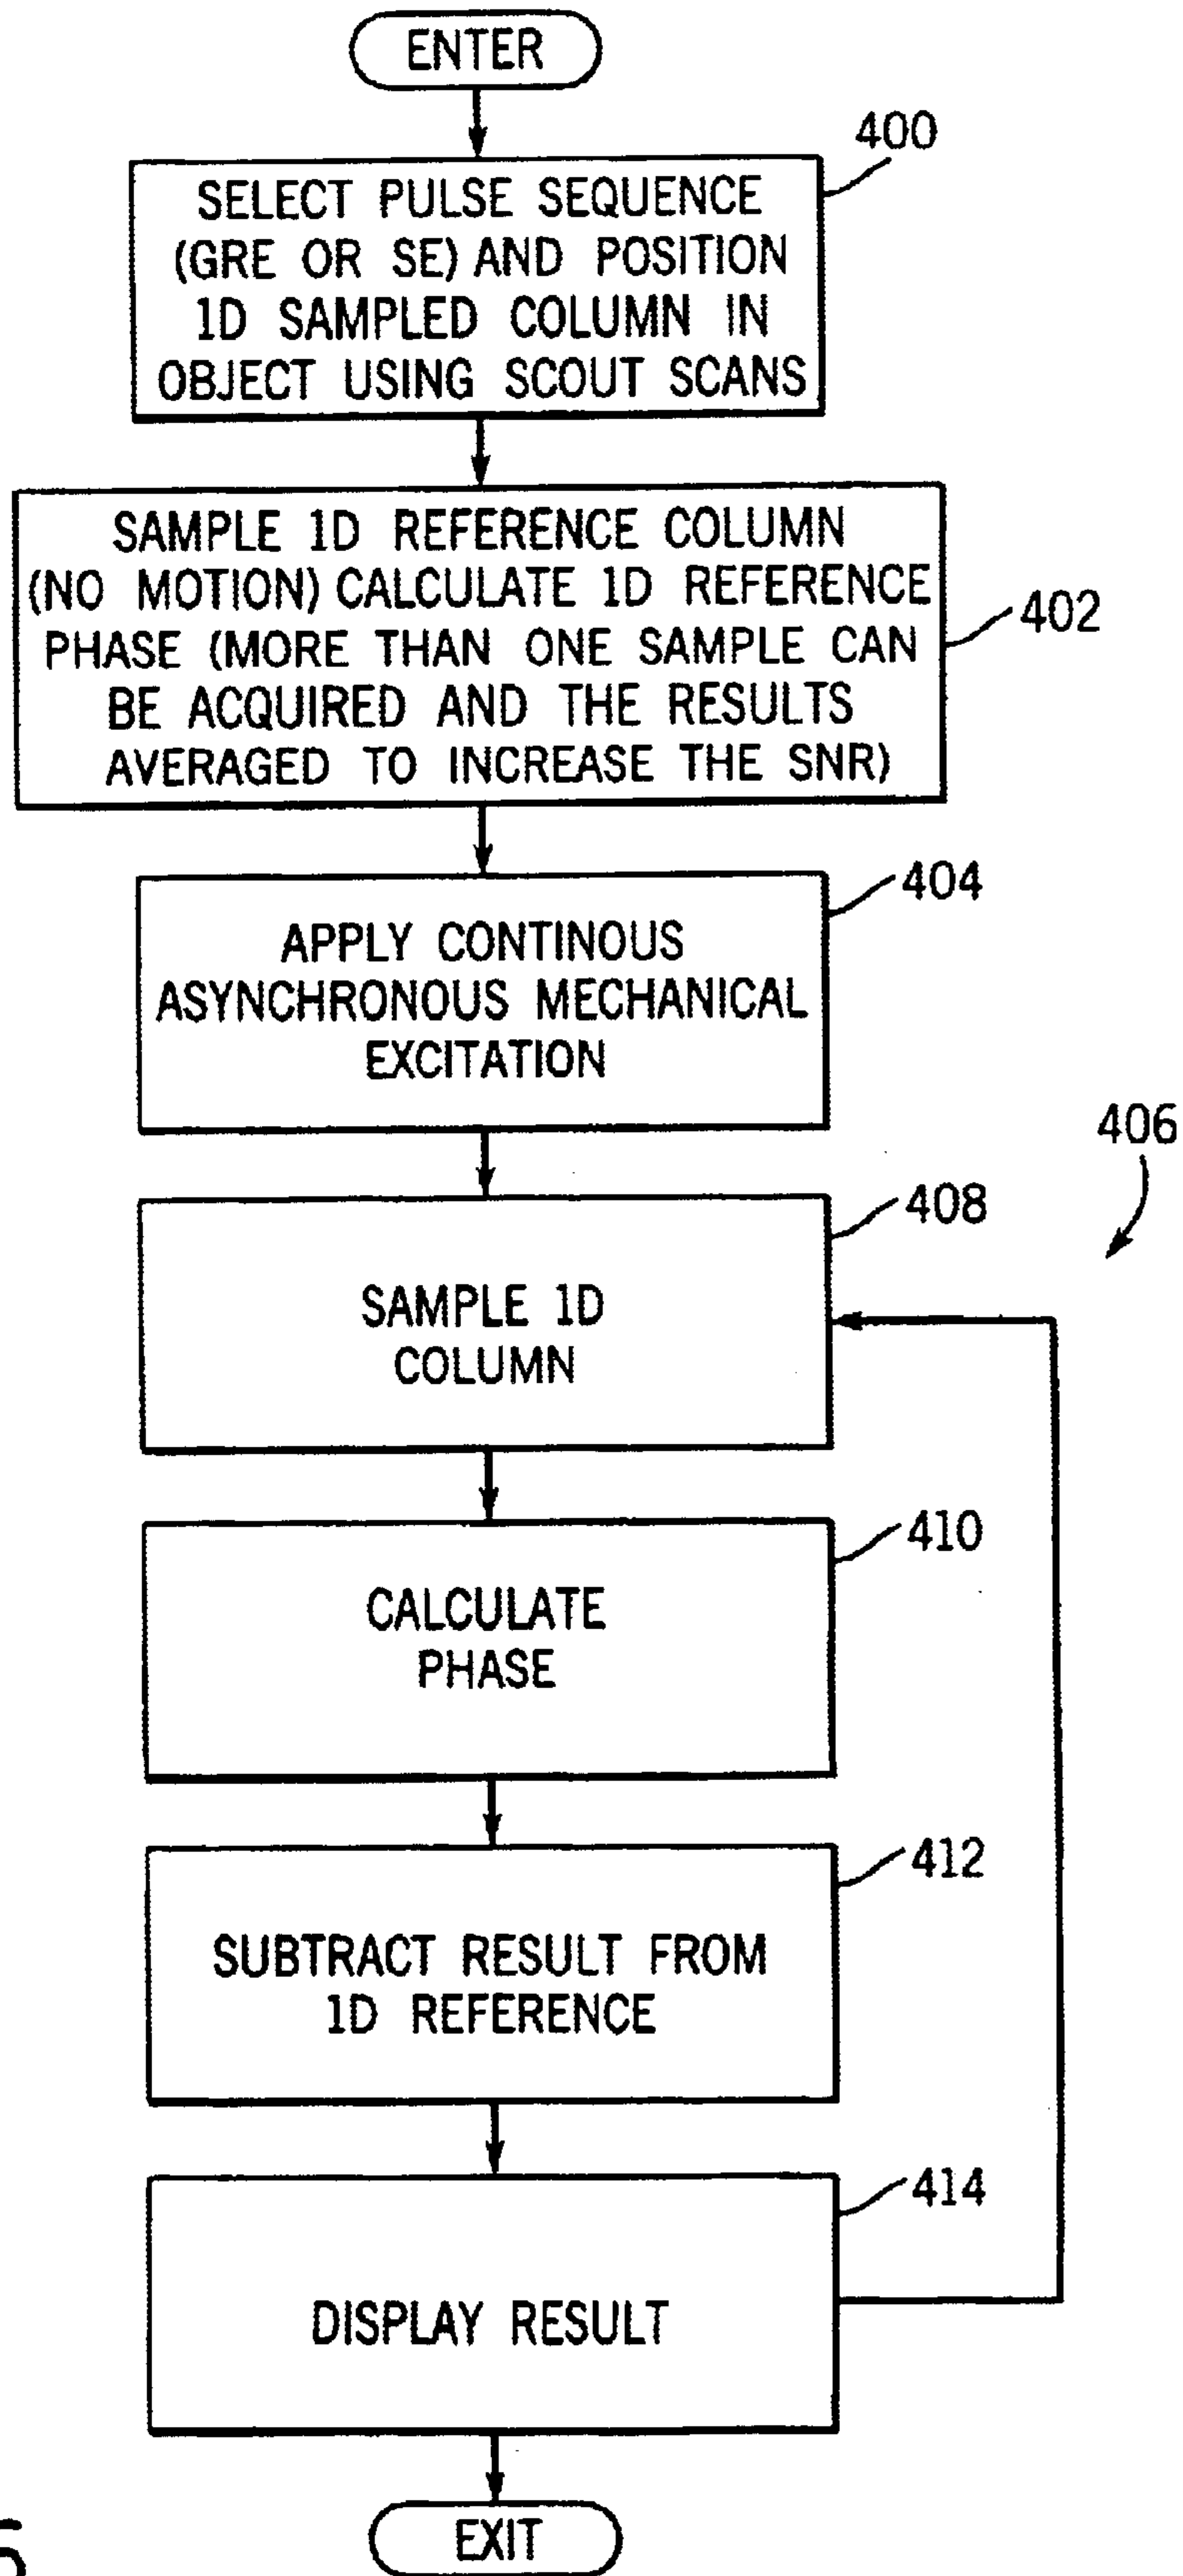 ENTER
400
SELECT PULSE SEQUENCE
(GRE OR SE) AND POSITION
1D SAMPLED COLUMN IN
OBJECT USING SCOUT SCANS
SAMPLE 1D REFERENCE COLUMN
(NO MOTION) CALCULATE 1D REFERENCE
PHASE (MORE THAN ONE SAMPLE CAN
BE ACQUIRED AND THE RESULTS
AVERAGED TO INCREASE THE SNR)
402
404
APPLY CONTINOUS
ASYNCHRONOUS MECHANICAL
EXCITATION
406
408
SAMPLE 1D
COLUMN
410
CALCULATE
PHASE
412
SUBTRACT RESULT FROM
1D REFERENCE
414
DISPLAY RESULT
EXIT